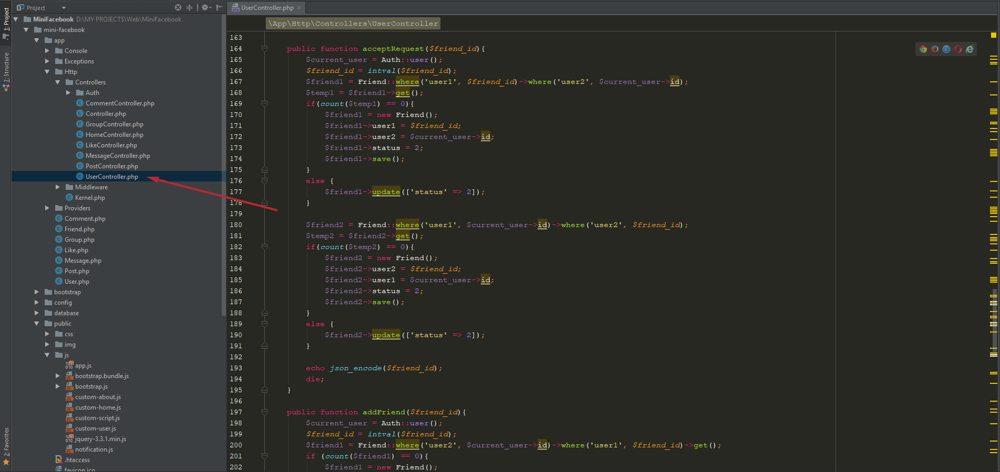 Project
UserController.php
1: Project
MiniFacebook D:\MY PROJECTS\Web\MiniFacebook
mini-facebook
app
Console
Exceptions
Http
Controllers
Auth
CommentController.php
Controller.php
GroupController.php
HomeController.php
LikeController.php
MessageController.php
PostController.php
UserController.php
Middleware
Kernel.php
Providers
Comment.php
Friend.php
Group.php
Like.php
Message.php
Post.php
User.php
bootstrap
config
database
public
css
img
js
app.js
bootstrap.bundle.js
bootstrap.js
custom-about.js
custom-home.js
custom-script.js
custom-user.js
jquery-3.3.1.min.js
notification.js
.htaccess
favicon.ico
7: Structure
2: Favorites
\App\Http\Controllers\UserController
163
164 public function acceptRequest($friend_id){
165 $current_user = Auth::user();
166 $friend_id = intval($friend_id);
167 $friend1 = Friend::where('user1', $friend_id)->where('user2', $current_user->id);
168 $temp1 = $friend1->get();
169 if(count($temp1) == 0){
170 $friend1 = new Friend();
171 $friend1->user1 = $friend_id;
172 $friend1->user2 = $current_user->id;
173 $friend1->status = 2;
174 $friend1->save();
175 }
176 else {
177 $friend1->update(['status' => 2]);
178 }
179
180 $friend2 = Friend::where('user1', $current_user->id)->where('user2', $friend_id);
181 $temp2 = $friend2->get();
182 if(count($temp2) == 0){
183 $friend2 = new Friend();
184 $friend2->user2 = $friend_id;
185 $friend2->user1 = $current_user->id;
186 $friend2->status = 2;
187 $friend2->save();
188 }
189 else {
190 $friend2->update(['status' => 2]);
191 }
192
193 echo json_encode($friend_id);
194 die;
195 }
196
197 public function addFriend($friend_id){
198 $current_user = Auth::user();
199 $friend_id = intval($friend_id);
200 $friend1 = Friend::where('user2', $current_user->id)->where('user1', $friend_id)->get();
201 if (count($friend1) == 0){
202 $friend1 = new Friend();